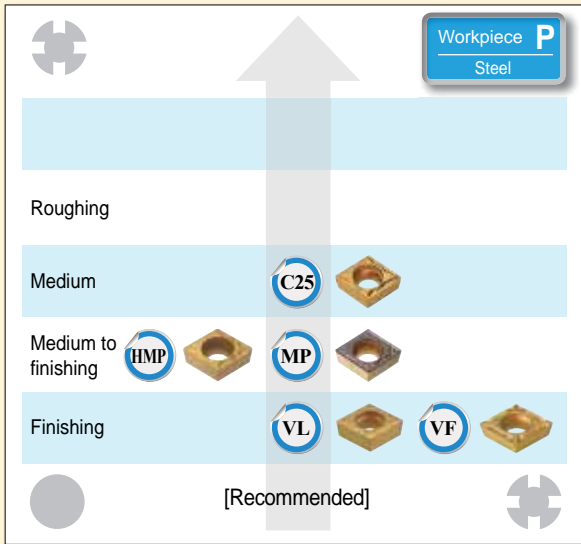 Workpiece P
Steel
Roughing
Medium
C25
Medium to
finishing
HMP
MP
Finishing
VL
VF
[Recommended]